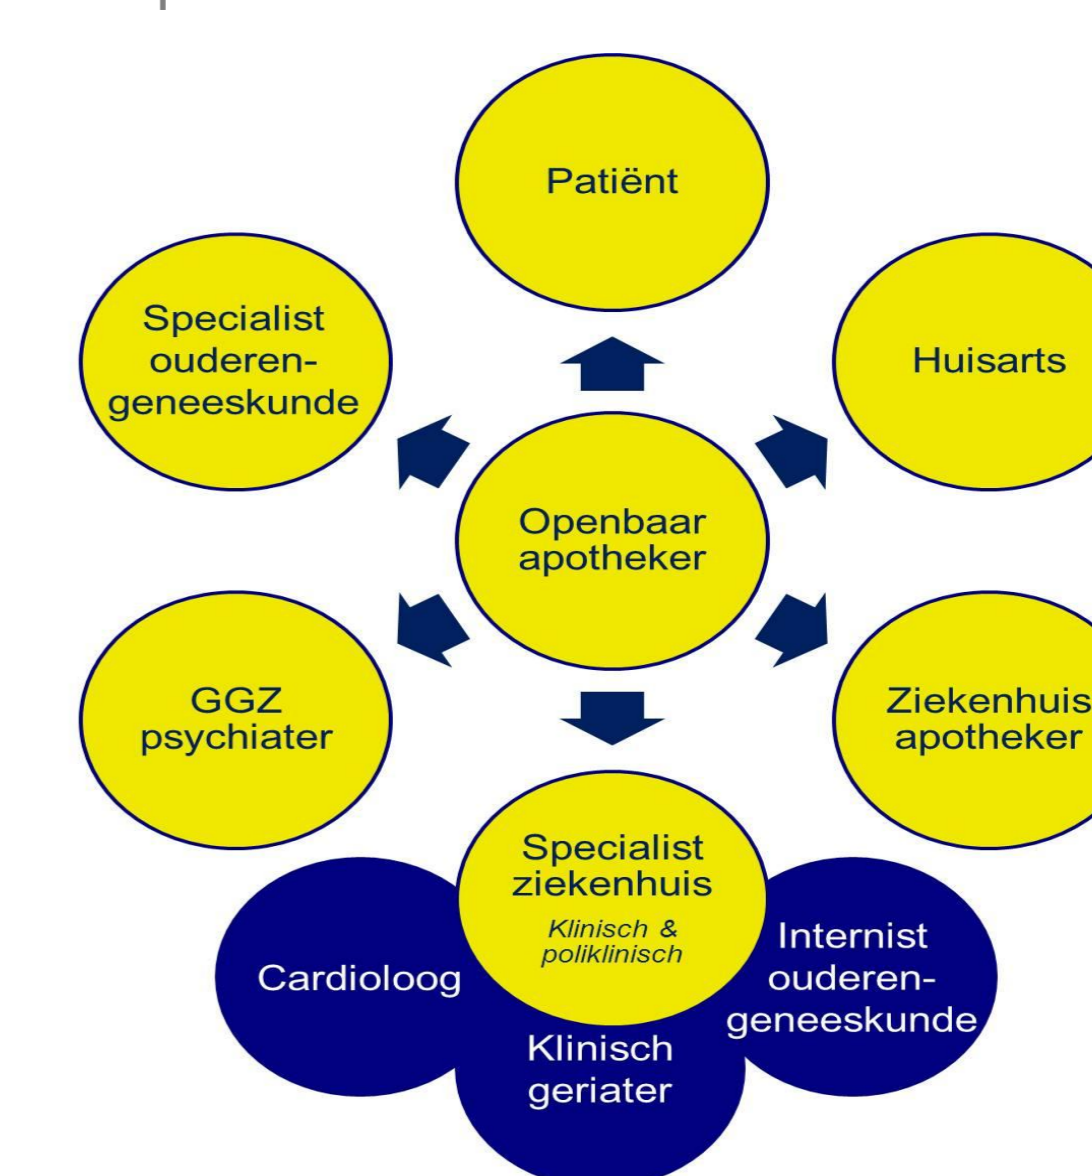 Patiënt
Specialist
ouderen-
geneeskunde
Huisarts
Openbaar
apotheker
GGZ
psychiater
Ziekenhuis
apotheker
Specialist
ziekenhuis
Klinisch &
poliklinisch
Cardioloog
Internist
ouderen-
geneeskunde
Klinisch
geriater